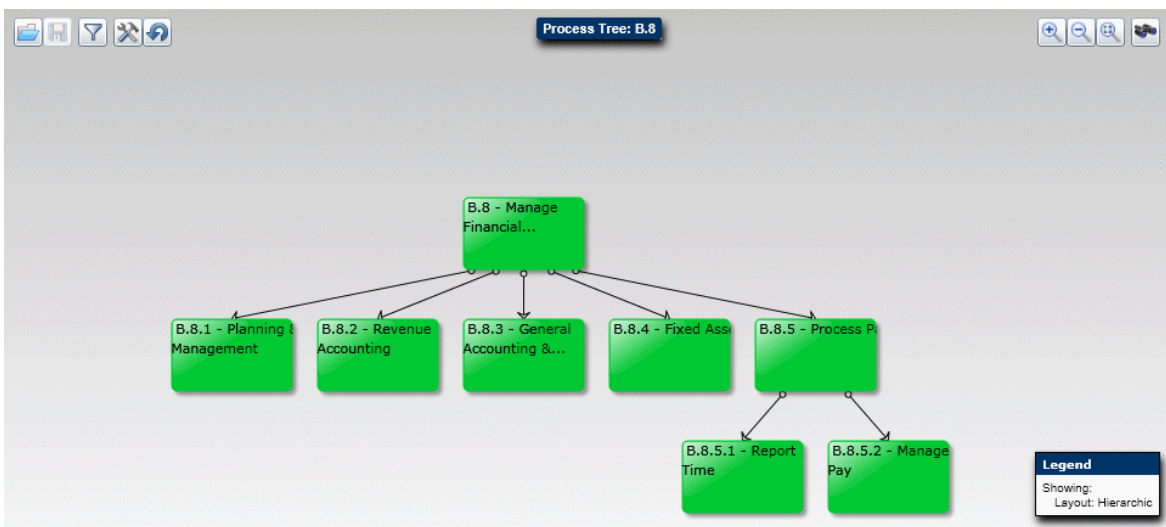 Process Tree: B.8
B.8 - Manage
Financial...
B.8.1 - Planning &
Management
B.8.2 - Revenue
Accounting
B.8.3 - General
Accounting &...
B.8.4 - Fixed
B.8.5 - Process
B.8.5.1 - Report
Time
B.8.5.2 - Manage
Pay
Legend
Showing:
Layout: Hierarchic